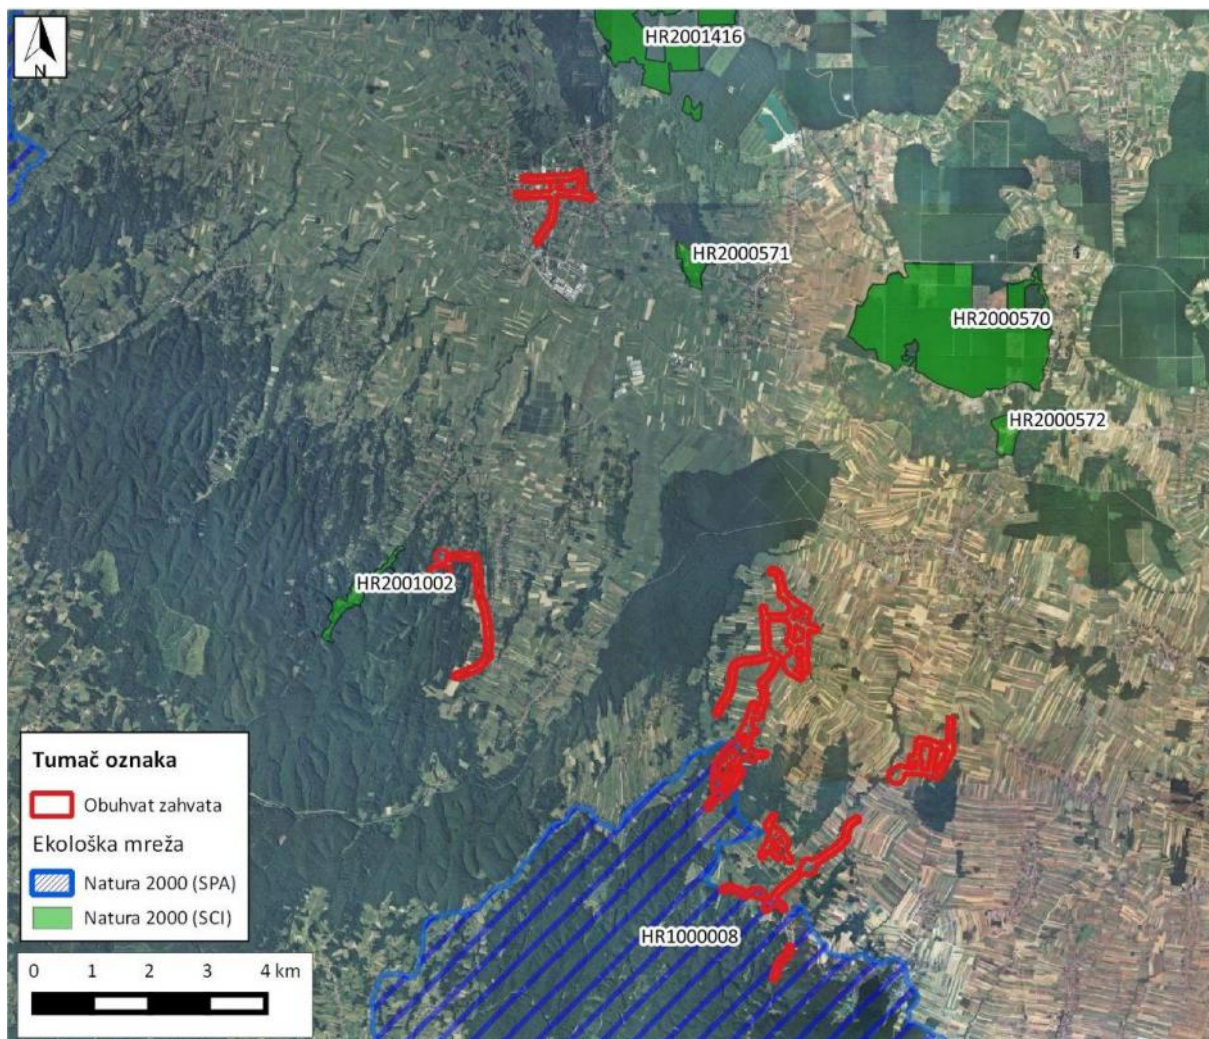 HR2001416
N
HR2000571
HR2000570
HR2000572
HR2001002
HR1000008
Tumač oznaka
Obuhvat zahvata
Ekološka mreža
Natura 2000 (SPA)
Natura 2000 (SCI)
0 1 2 3 4 km